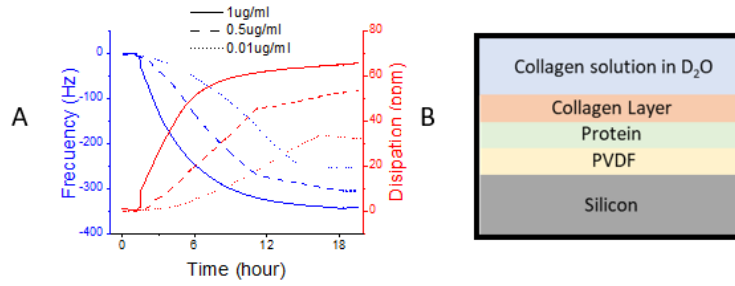 1ug/ml
0.5ug/ml
0.01ug/ml
A
Frecuency (Hz)
0
-100
-200
-300
-400
80
60
40
20
0
Disipation (ppm)
0
6
12
18
Time (hour)
B
Collagen solution in D₂O
Collagen Layer
Protein
PVDF
Silicon